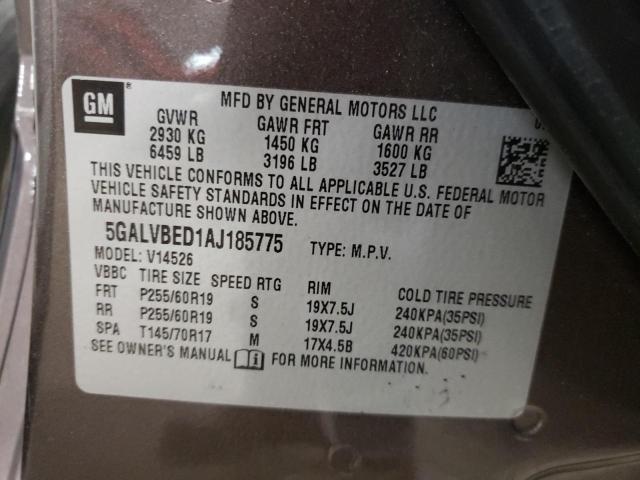 GM
®
MFD BY GENERAL MOTORS LLC
GVWR GAWR FRT GAWR RR
2930 KG 1450 KG 1600 KG
6459 LB 3196 LB 3527 LB
THIS VEHICLE CONFORMS TO ALL APPLICABLE U.S. FEDERAL MOTOR
VEHICLE SAFETY STANDARDS IN EFFECT ON THE DATE OF
MANUFACTURE SHOWN ABOVE.
5GALVBED1AJ185775 TYPE: M.P.V.
MODEL: V14526
VBBC TIRE SIZE SPEED RTG RIM COLD TIRE PRESSURE
FRT P255/60R19 S 19X7.5J 240KPA(35PSI)
RR P255/60R19 S 19X7.5J 240KPA(35PSI)
SPA T145/70R17 M 17X4.5B 420KPA(60PSI)
SEE OWNER'S MANUAL FOR MORE INFORMATION.